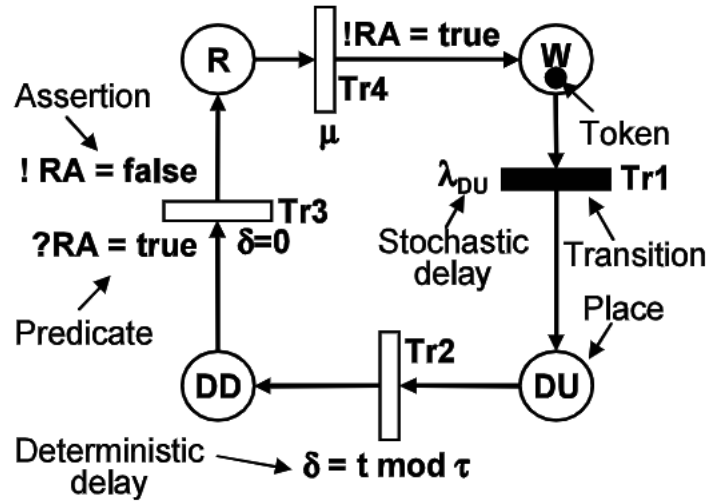 R
!RA = true
W
Assertion
Tr4
μ
Token
! RA = false
λDU
Tr1
Tr3
?RA = true
δ=0
Stochastic
delay
Transition
Predicate
Place
Tr2
DD
DU
Deterministic
delay
δ = t mod τ